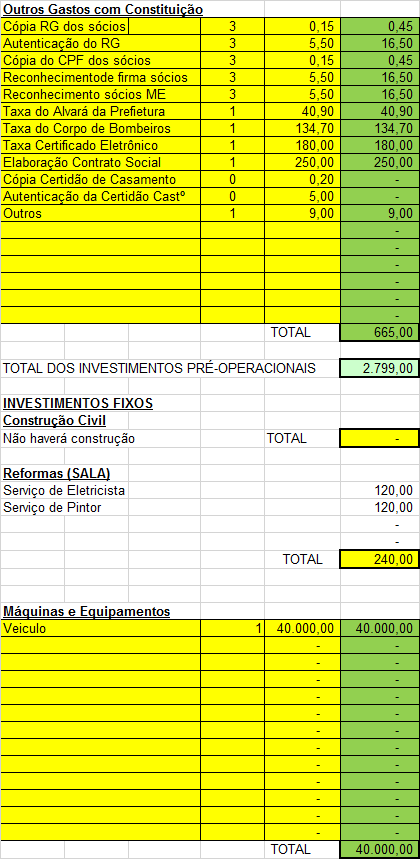 Outros Gastos com Constituição
Cópia RG dos sócios 3 0,15 0,45
Autenticação do RG 3 5,50 16,50
Cópia do CPF dos sócios 3 0,15 0,45
Reconhecimentode firma sócios 3 5,50 16,50
Reconhecimento sócios ME 3 5,50 16,50
Taxa do Alvará da Prefietura 1 40,90 40,90
Taxa do Corpo de Bombeiros 1 134,70 134,70
Taxa Certificado Eletrônico 1 180,00 180,00
Elaboração Contrato Social 1 250,00 250,00
Cópia Certidão de Casamento 0 0,20 -
Autenticação da Certidão Castº 0 5,00 -
Outros 1 9,00 9,00
-
-
-
-
-
-
TOTAL 665,00
TOTAL DOS INVESTIMENTOS PRÉ-OPERACIONAIS 2.799,00
INVESTIMENTOS FIXOS
Construção Civil
Não haverá construção TOTAL -
Reformas (SALA)
Serviço de Eletricista 120,00
Serviço de Pintor 120,00
-
-
TOTAL 240,00
Máquinas e Equipamentos
Veiculo 1 40.000,00 40.000,00
- -
- -
- -
- -
- -
- -
- -
- -
- -
- -
- -
- -
TOTAL 40.000,00